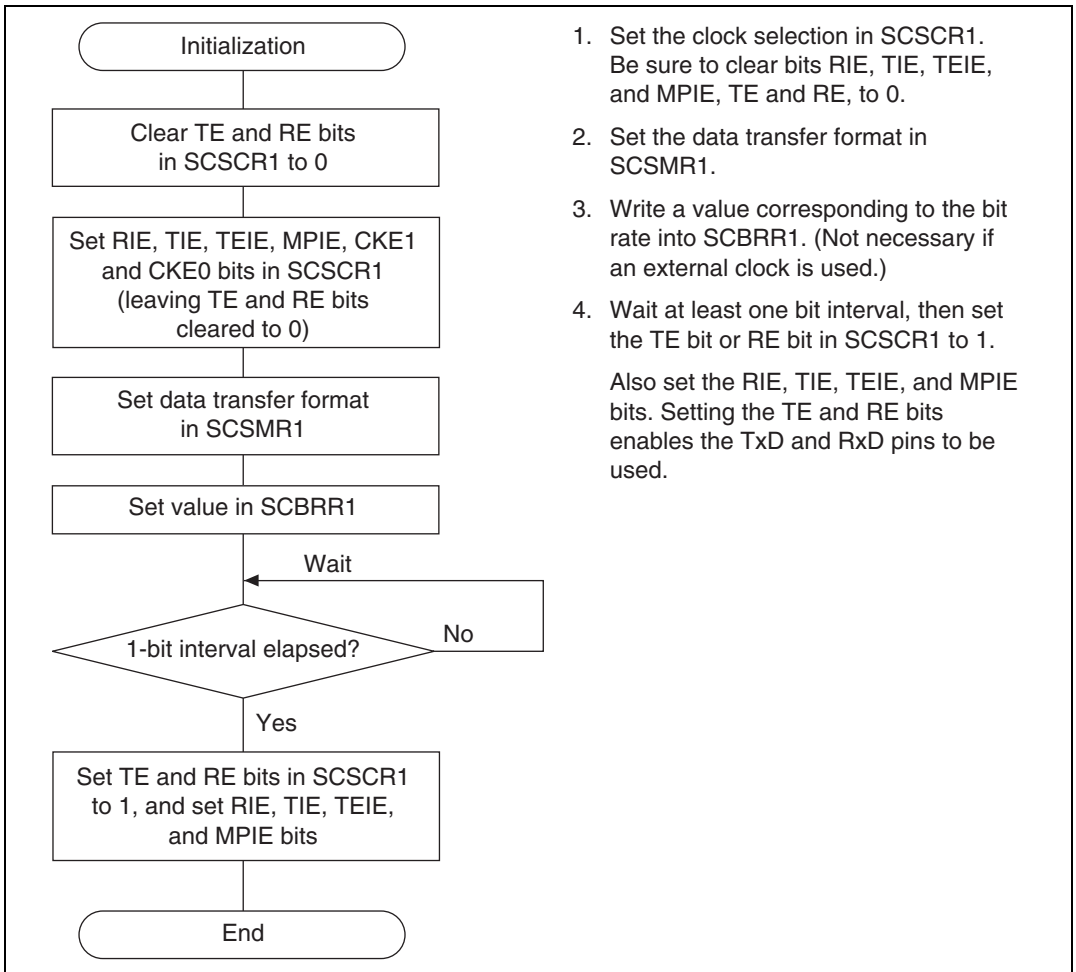 Initialization
Clear TE and RE bits
in SCSCR1 to 0
Set RIE, TIE, TEIE, MPIE, CKE1
and CKE0 bits in SCSCR1
(leaving TE and RE bits
cleared to 0)
Set data transfer format
in SCSMR1
Set value in SCBRR1
Wait
1-bit interval elapsed?
No
Yes
Set TE and RE bits in SCSCR1
to 1, and set RIE, TIE, TEIE,
and MPIE bits
End
1. Set the clock selection in SCSCR1.
Be sure to clear bits RIE, TIE, TEIE,
and MPIE, TE and RE, to 0.
2. Set the data transfer format in
SCSMR1.
3. Write a value corresponding to the bit
rate into SCBRR1. (Not necessary if
an external clock is used.)
4. Wait at least one bit interval, then set
the TE bit or RE bit in SCSCR1 to 1.
Also set the RIE, TIE, TEIE, and MPIE
bits. Setting the TE and RE bits
enables the TxD and RxD pins to be
used.